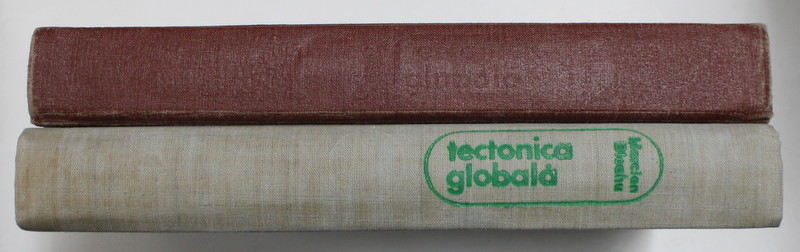 tectonica
globală
Marcian
Bleahu